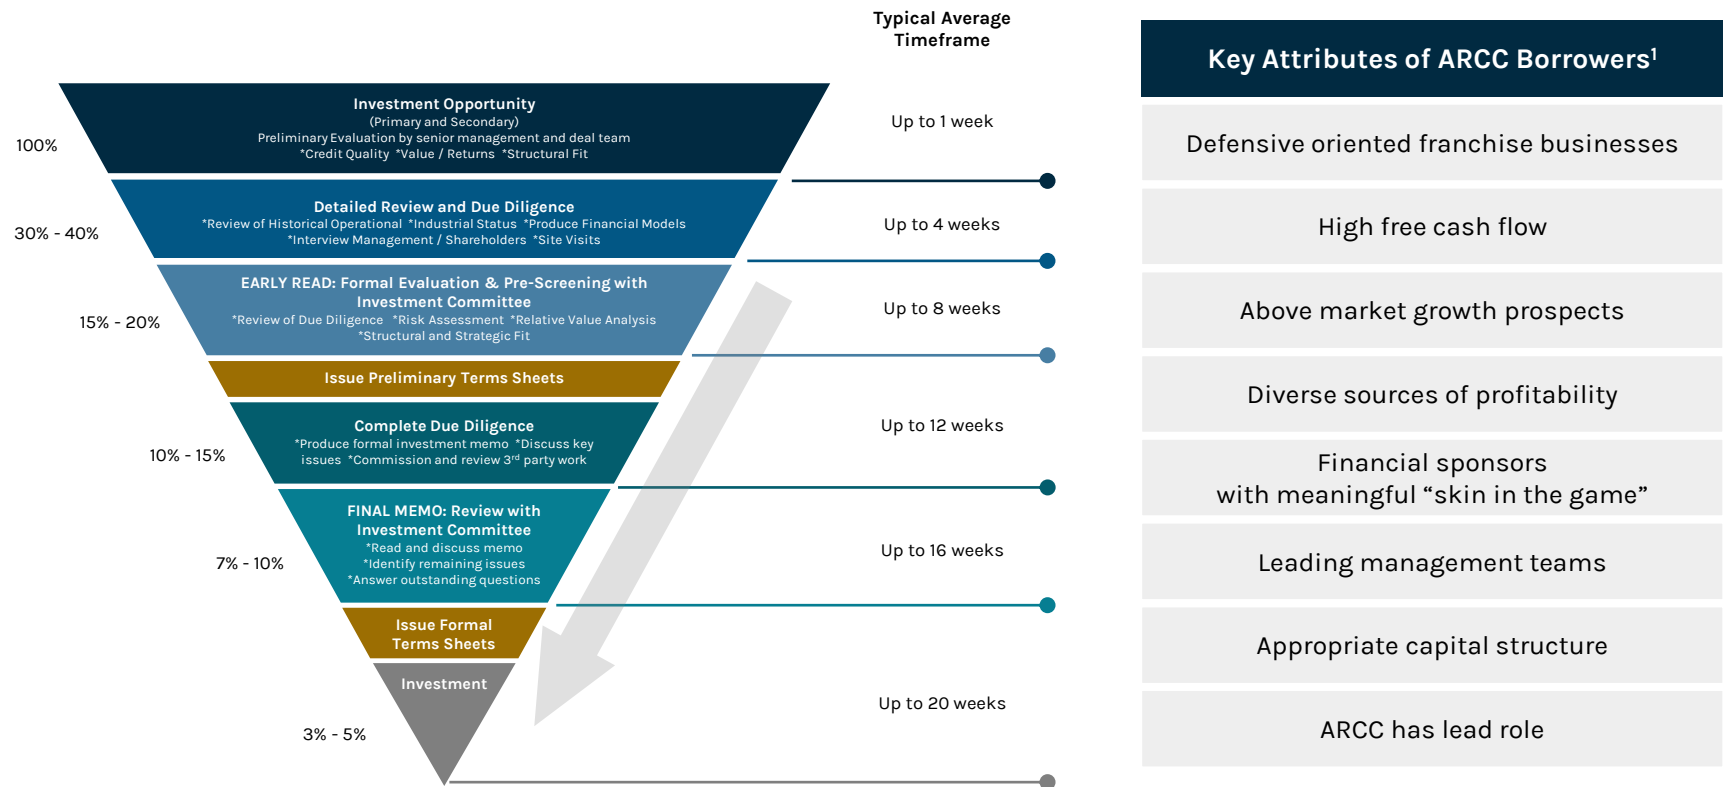 Typical Average
Timeframe
Investment Opportunity
(Primary and Secondary)
Preliminary Evaluation by senior management and deal team
*Credit Quality *Value / Returns *Structural Fit
100%
Up to 1 week
Detailed Review and Due Diligence
*Review of Historical Operational *Industrial Status *Produce Financial Models
*Interview Management / Shareholders *Site Visits
30% - 40%
Up to 4 weeks
EARLY READ: Formal Evaluation & Pre-Screening with
Investment Committee
*Review of Due Diligence *Risk Assessment *Relative Value Analysis
*Structural and Strategic Fit
15% - 20%
Up to 8 weeks
Issue Preliminary Terms Sheets
Complete Due Diligence
*Produce formal investment memo *Discuss key
issues *Commission and review 3rd party work
10% - 15%
Up to 12 weeks
FINAL MEMO: Review with
Investment Committee
*Read and discuss memo
*Identify remaining issues
*Answer outstanding questions
7% - 10%
Up to 16 weeks
Issue Formal
Terms Sheets
Investment
3% - 5%
Up to 20 weeks
Key Attributes of ARCC Borrowers¹
Defensive oriented franchise businesses
High free cash flow
Above market growth prospects
Diverse sources of profitability
Financial sponsors
with meaningful “skin in the game”
Leading management teams
Appropriate capital structure
ARCC has lead role